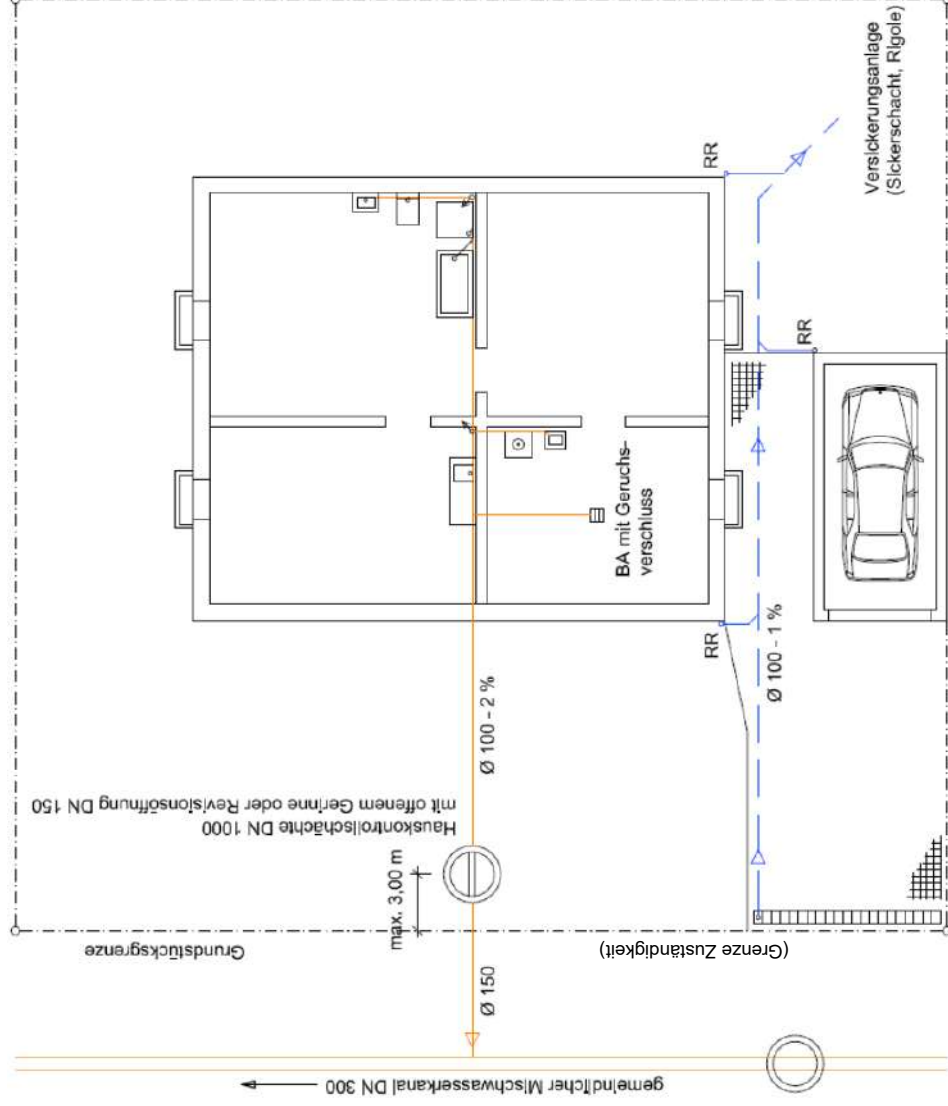 Versickerungsanlage
(Sickerschacht, Rigole)
RR
RR
BA mit Geruchs-
verschluss
RR
Ø 100 - 1 %
Ø 100 - 2 %
Hauskontrollschächte DN 1000
mit offenem Gerinne oder Revisionsöffnung DN 150
max. 3,00 m
Grundstücksgrenze
(Grenze Zuständigkeit)
Ø 150
gemeindlicher Mischwasserkanal DN 300